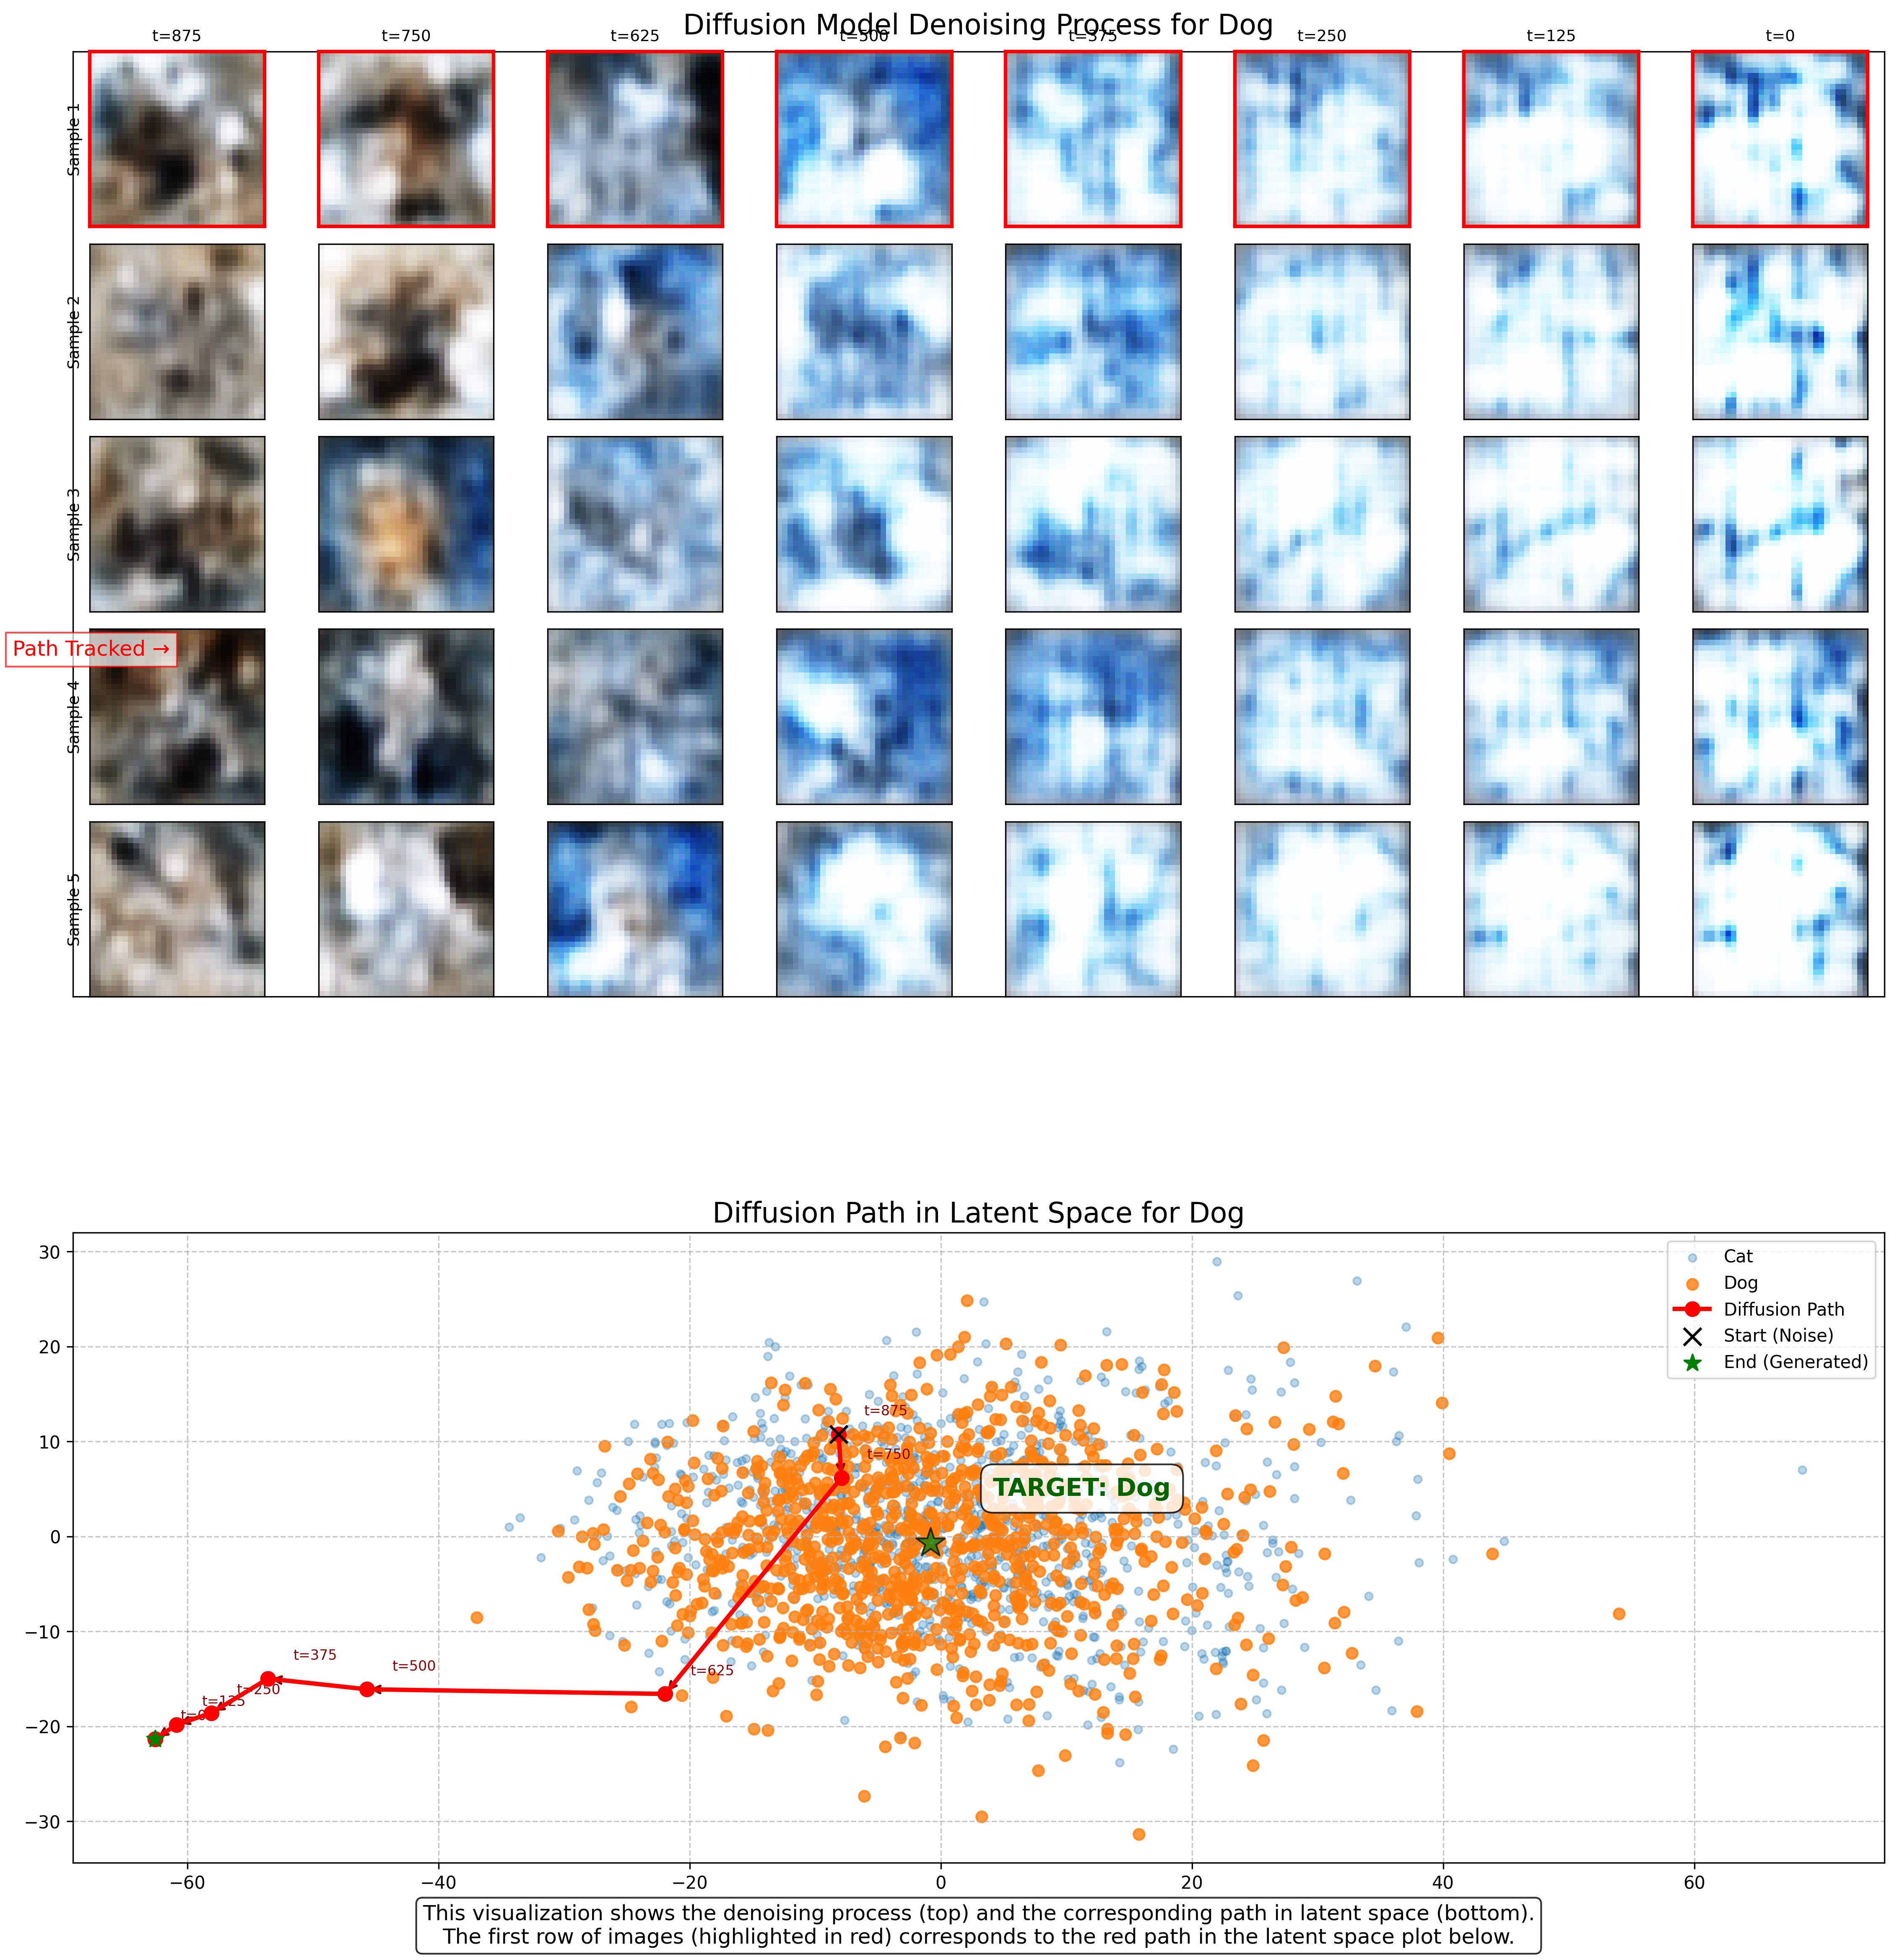 Diffusion Model Denoising Process for Dog
t=875
t=750
t=625
t=500
t=375
t=250
t=125
t=0
Sample 1
Sample 2
Sample 3
Path Tracked →
Sample 4
Sample 5
Diffusion Path in Latent Space for Dog
30
20
10
0
−10
−20
−30
Cat
Dog
Diffusion Path
Start (Noise)
End (Generated)
t=875
t=750
TARGET: Dog
t=625
t=500
t=375
t=250
t=125
t=0
−60
−40
−20
0
20
40
60
This visualization shows the denoising process (top) and the corresponding path in latent space (bottom).
The first row of images (highlighted in red) corresponds to the red path in the latent space plot below.